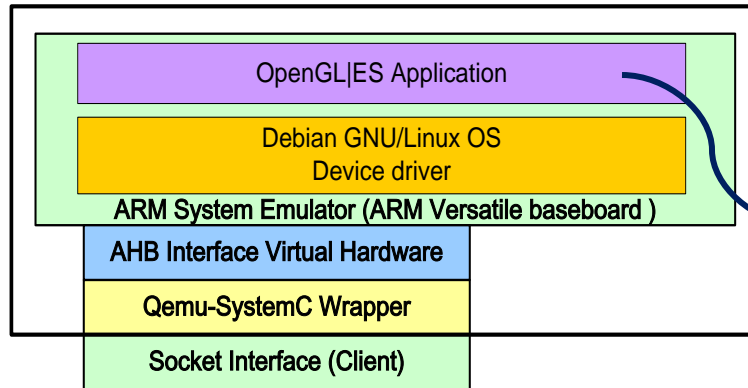 OpenGL|ES Application
Debian GNU/Linux OS
Device driver
ARM System Emulator (ARM Versatile baseboard )
AHB Interface Virtual Hardware
Qemu-SystemC Wrapper
Socket Interface (Client)